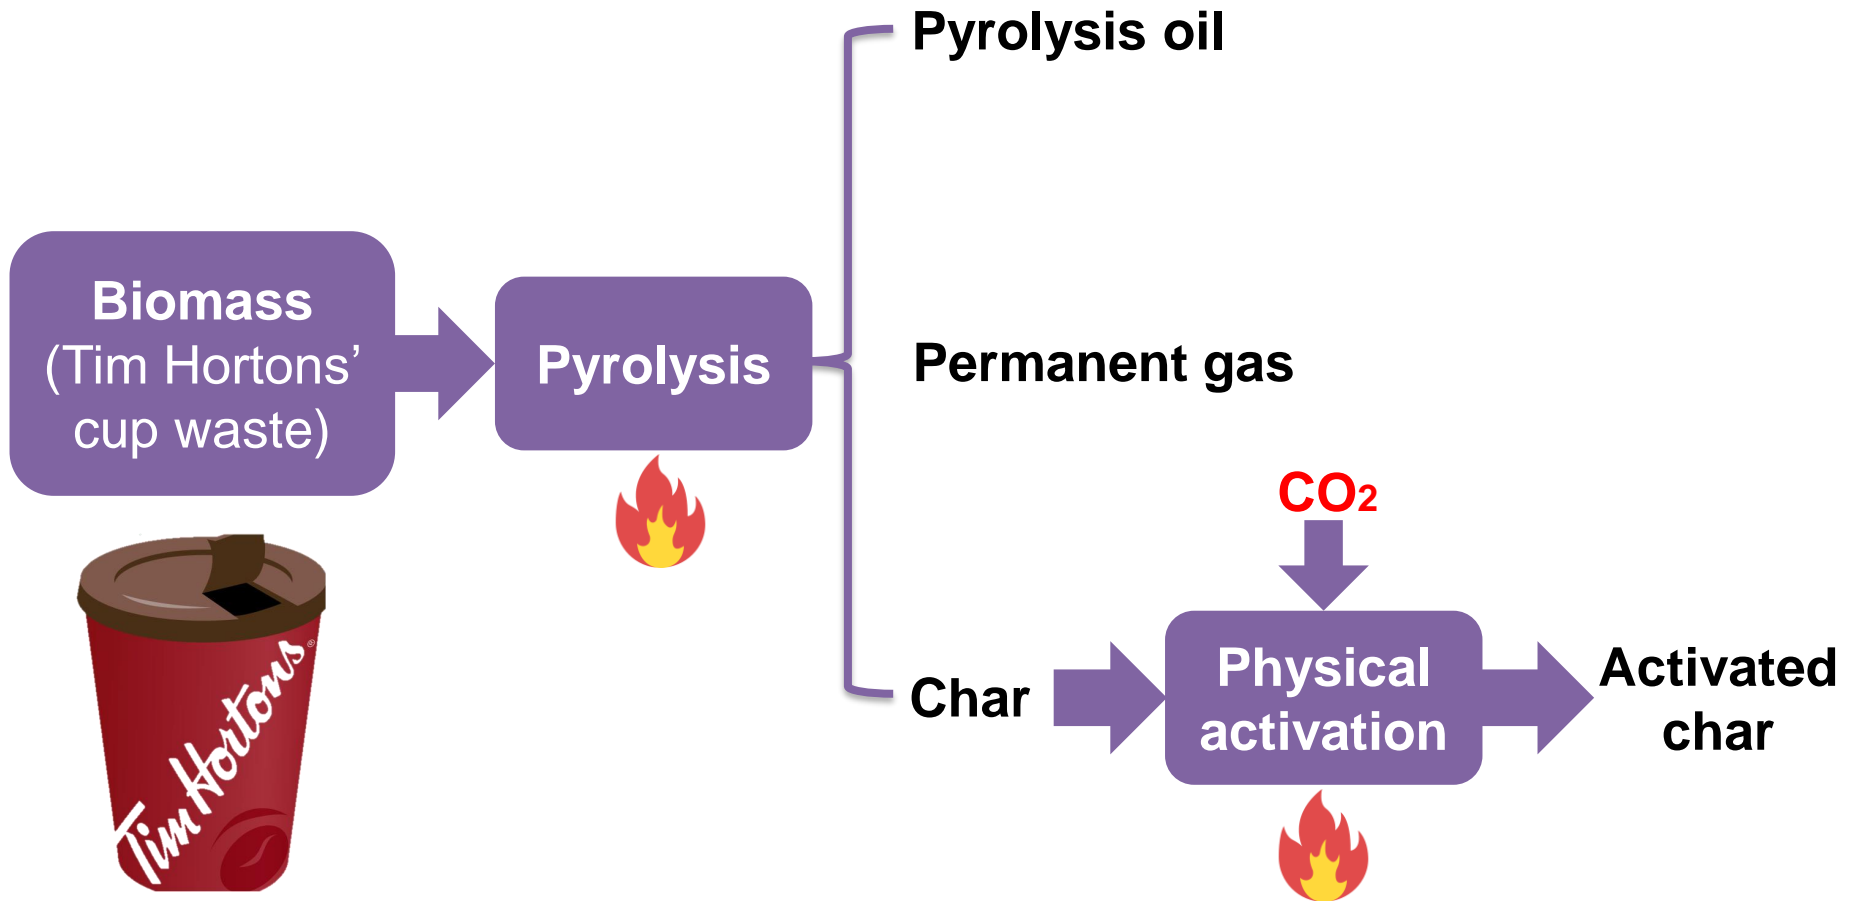 Pyrolysis oil
Biomass
(Tim Hortons’
cup waste)
Pyrolysis
Permanent gas
CO2
Char
Physical
activation
Activated
char
Tim Hortons®